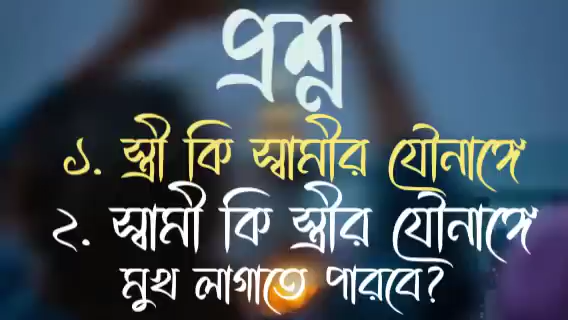 প্রশ্ন
১. স্ত্রী কি স্বামীর যৌনাঙ্গে
২. স্বামী কি স্ত্রীর যৌনাঙ্গে
মুখ লাগাতে পারবে?